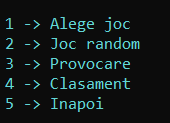 1 -> Alege joc
2 -> Joc random
3 -> Provocare
4 -> Clasament
5 -> Inapoi